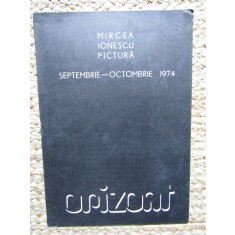 MIRCEA
IONESCU
PICTURĂ
SEPTEMBRIE—OCTOMBRIE 1974
orizont